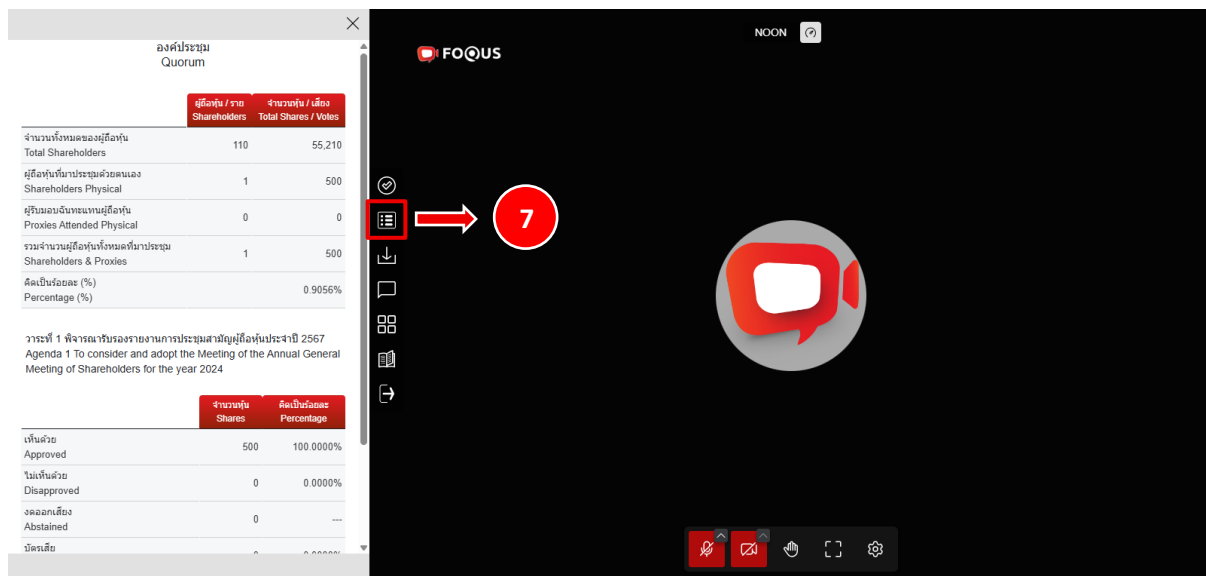 องค์ประชุม
Quorum
ผู้ถือหุ้น / ราย
Shareholders
จำนวนหุ้น / เสียง
Total Shares / Votes
จำนวนทั้งหมดของผู้ถือหุ้น
Total Shareholders
110
55,210
ผู้ถือหุ้นที่มาประชุมด้วยตนเอง
Shareholders Physical
1
500
ผู้รับมอบฉันทะแทนผู้ถือหุ้น
Proxies Attended Physical
0
0
รวมจำนวนผู้ถือหุ้นทั้งหมดที่มาประชุม
Shareholders & Proxies
1
500
คิดเป็นร้อยละ (%)
Percentage (%)
0.9056%
วาระที่ 1 พิจารณารับรองรายงานการประชุมสามัญผู้ถือหุ้นประจำปี 2567
Agenda 1 To consider and adopt the Meeting of the Annual General
Meeting of Shareholders for the year 2024
จำนวนหุ้น
Shares
คิดเป็นร้อยละ
Percentage
เห็นด้วย
Approved
500
100.0000%
ไม่เห็นด้วย
Disapproved
0
0.0000%
งดออกเสียง
Abstained
0
---
บัตรเสีย
FOQUS
NOON
7